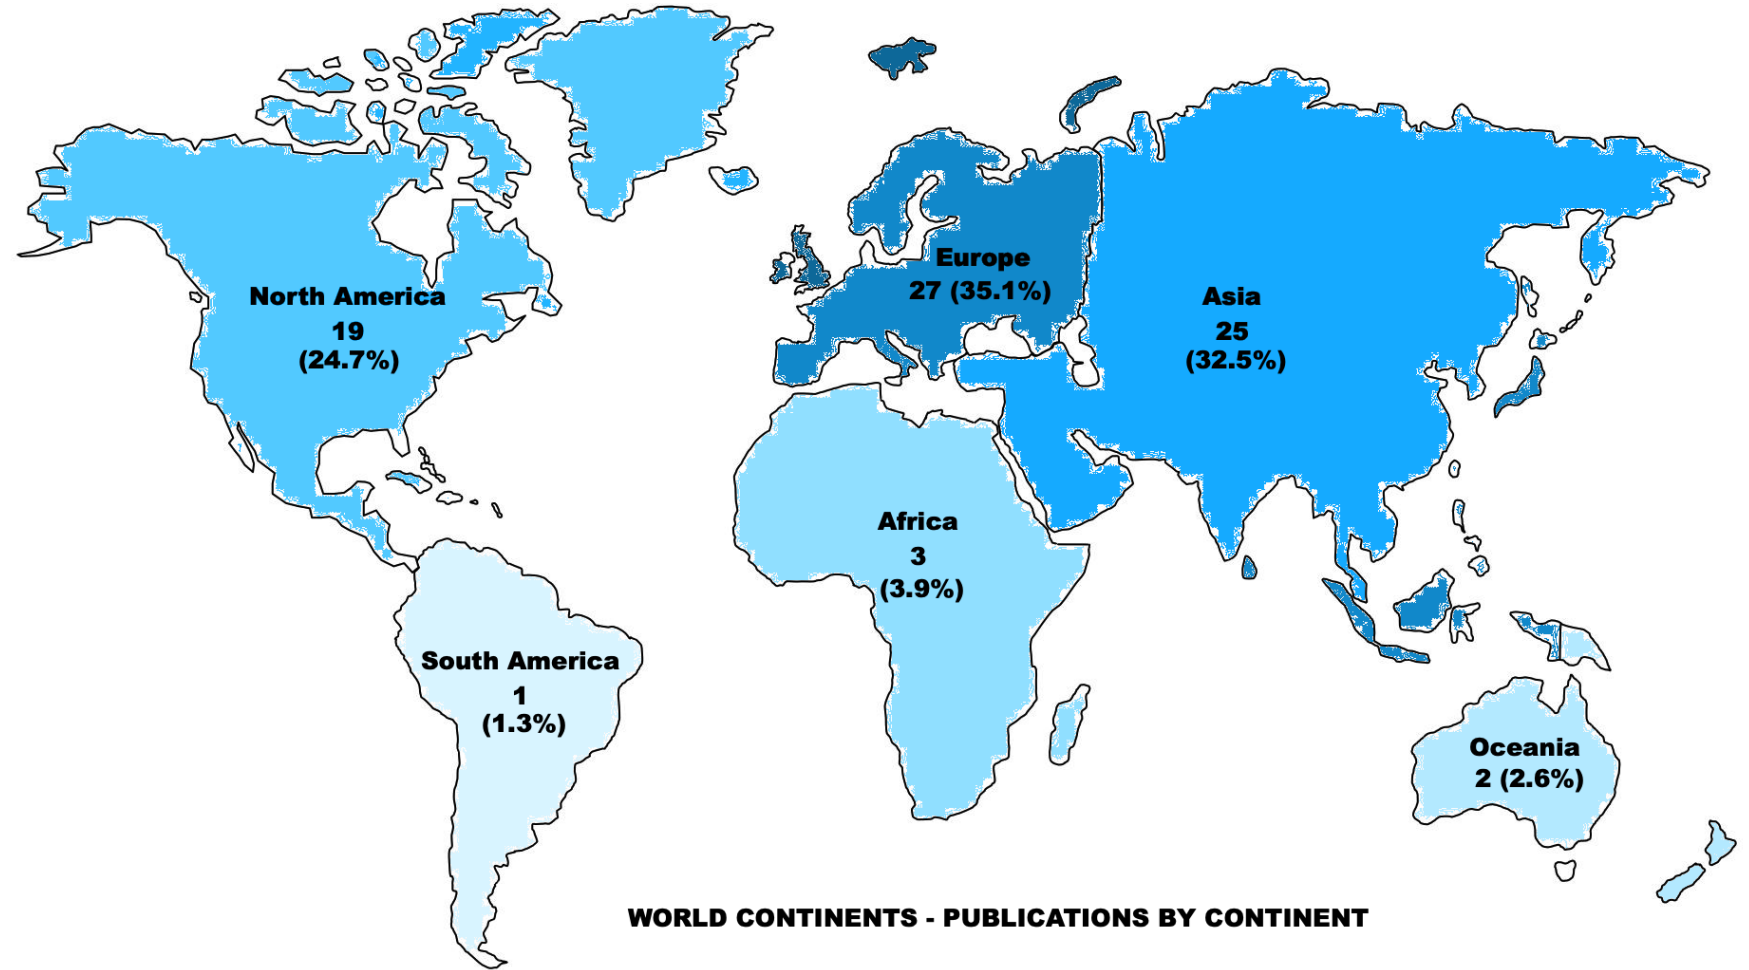 North America
19
(24.7%)
Europe
27 (35.1%)
Asia
25
(32.5%)
Africa
3
(3.9%)
South America
1
(1.3%)
Oceania
2 (2.6%)
WORLD CONTINENTS - PUBLICATIONS BY CONTINENT